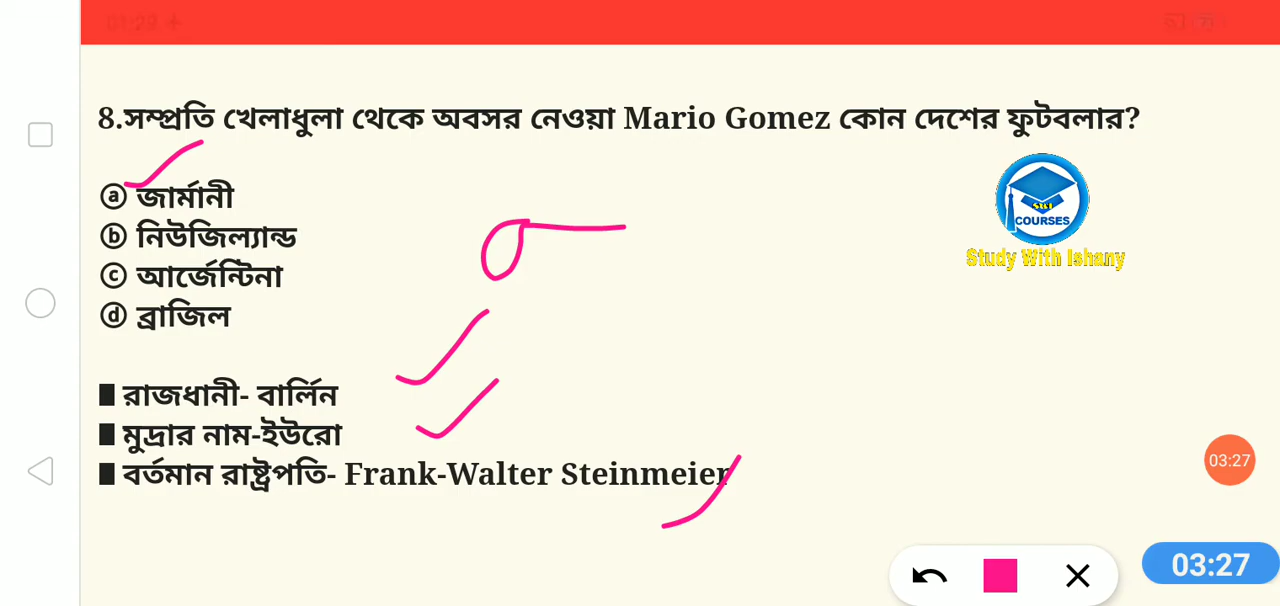 8.সম্প্রতি খেলাধুলা থেকে অবসর নেওয়া Mario Gomez কোন দেশের ফুটবলার?
ⓐ জার্মানী
ⓑ নিউজিল্যান্ড
ⓒ আর্জেন্টিনা
ⓓ ব্রাজিল
SWI
COURSES
Study With Ishany
█ রাজধানী- বার্লিন
█ মুদ্রার নাম-ইউরো
█ বর্তমান রাষ্ট্রপতি- Frank-Walter Steinmeier
03:27
03:27